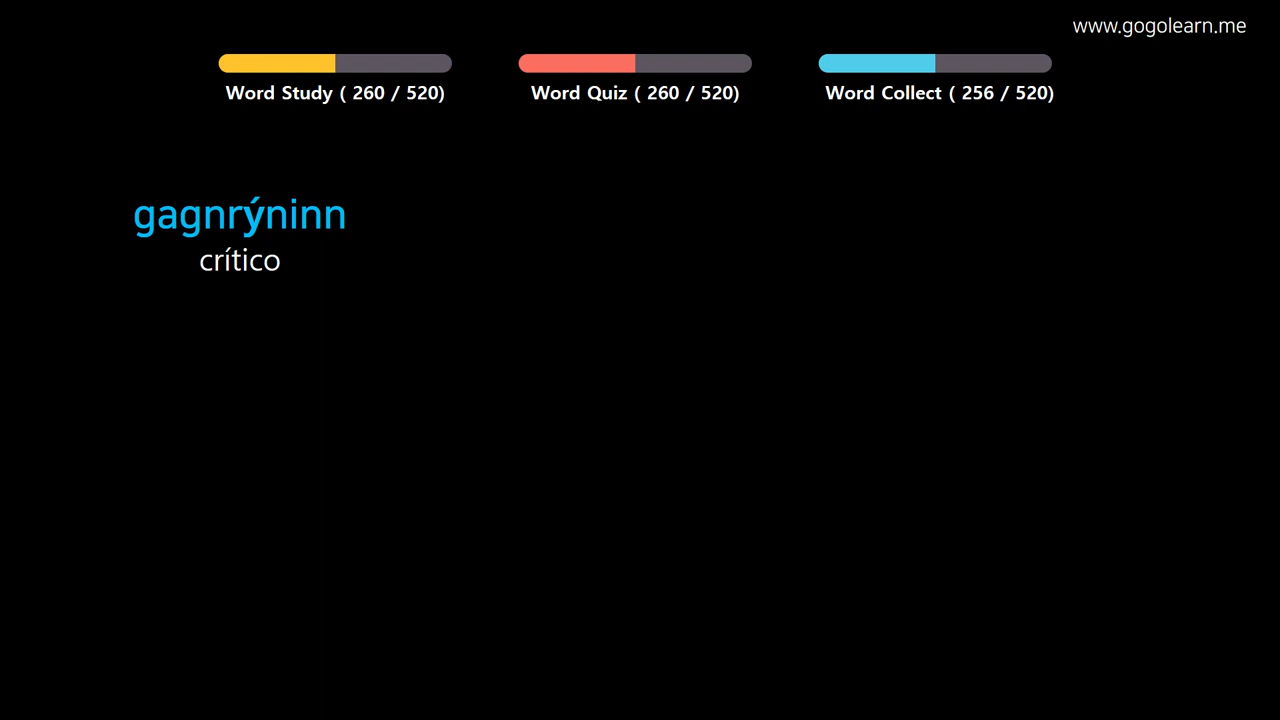 www.gogolearn.me
Word Study ( 260 / 520)
Word Quiz ( 260 / 520)
Word Collect ( 256 / 520)
gagnrýninn
crítico